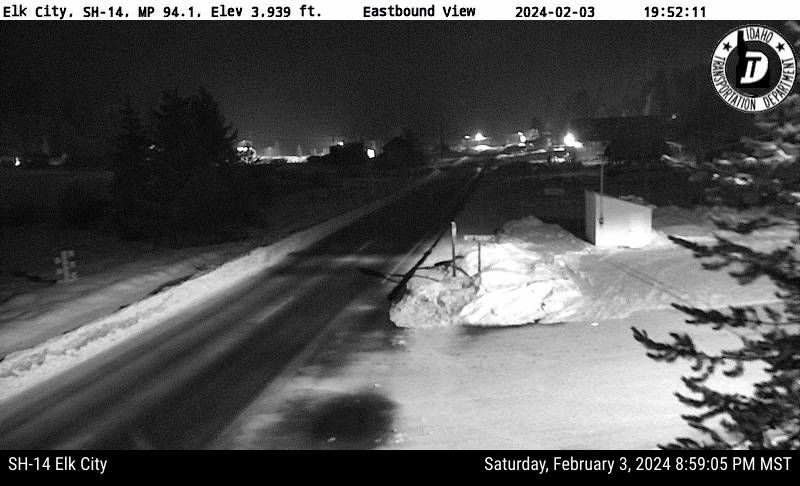 Elk City, SH-14, MP 94.1, Elev 3,939 ft. Eastbound View 2024-02-03 19:52:11
IDAHO
TRANSPORTATION DEPARTMENT
SH-14 Elk City Saturday, February 3, 2024 8:59:05 PM MST